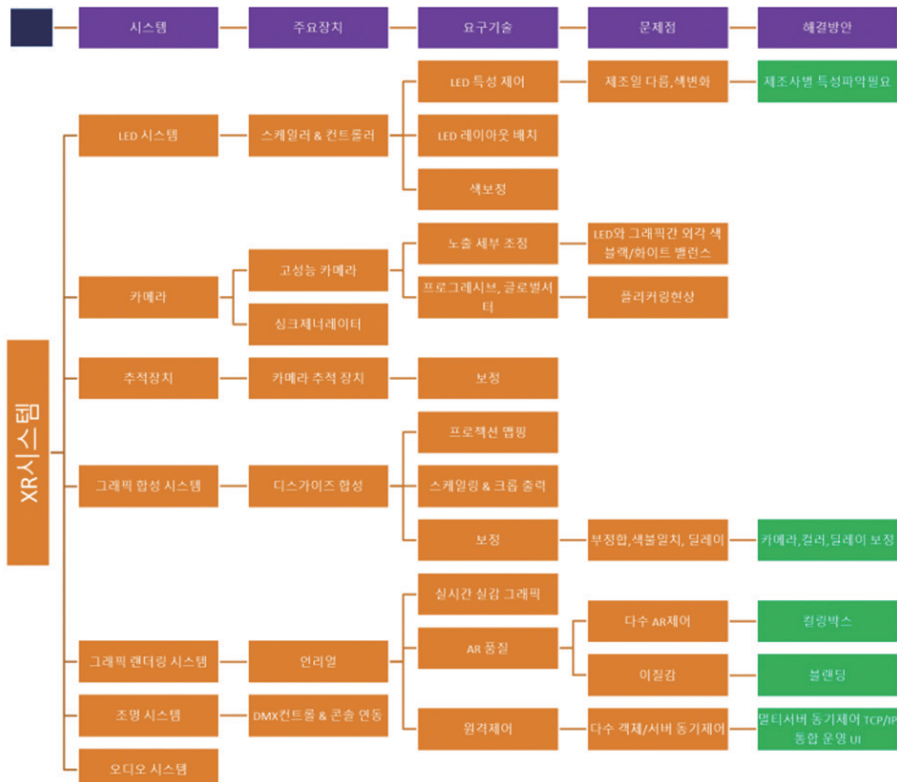 시스템
주요장치
요구기술
문제점
해결방안
XR시스템
LED 시스템
스케일러 & 컨트롤러
LED 특성 제어
제조일 다름,색변화
제조사별 특성파악필요
LED 레이아웃 배치
색보정
카메라
고성능 카메라
노출 세부 조정
LED와 그래픽간 외각 색
블랙/화이트 밸런스
프로그레시브, 글로벌셔
터
플리커링현상
싱크제너레이터
추적장치
카메라 추적 장치
보정
그래픽 합성 시스템
디스가이즈 합성
프로젝션 맵핑
스케일링 & 크롭 출력
보정
부정합,색불일치, 딜레이
카메라,컬러,딜레이 보정
그래픽 랜더링 시스템
언리얼
실시간 실감 그래픽
AR 품질
다수 AR제어
컬링박스
이질감
블랜딩
원격제어
다수 객체/서버 동기제어
멀티서버 동기제어 TCP/IP
통합 운영 UI
조명 시스템
DMX컨트롤 & 콘솔 연동
오디오 시스템